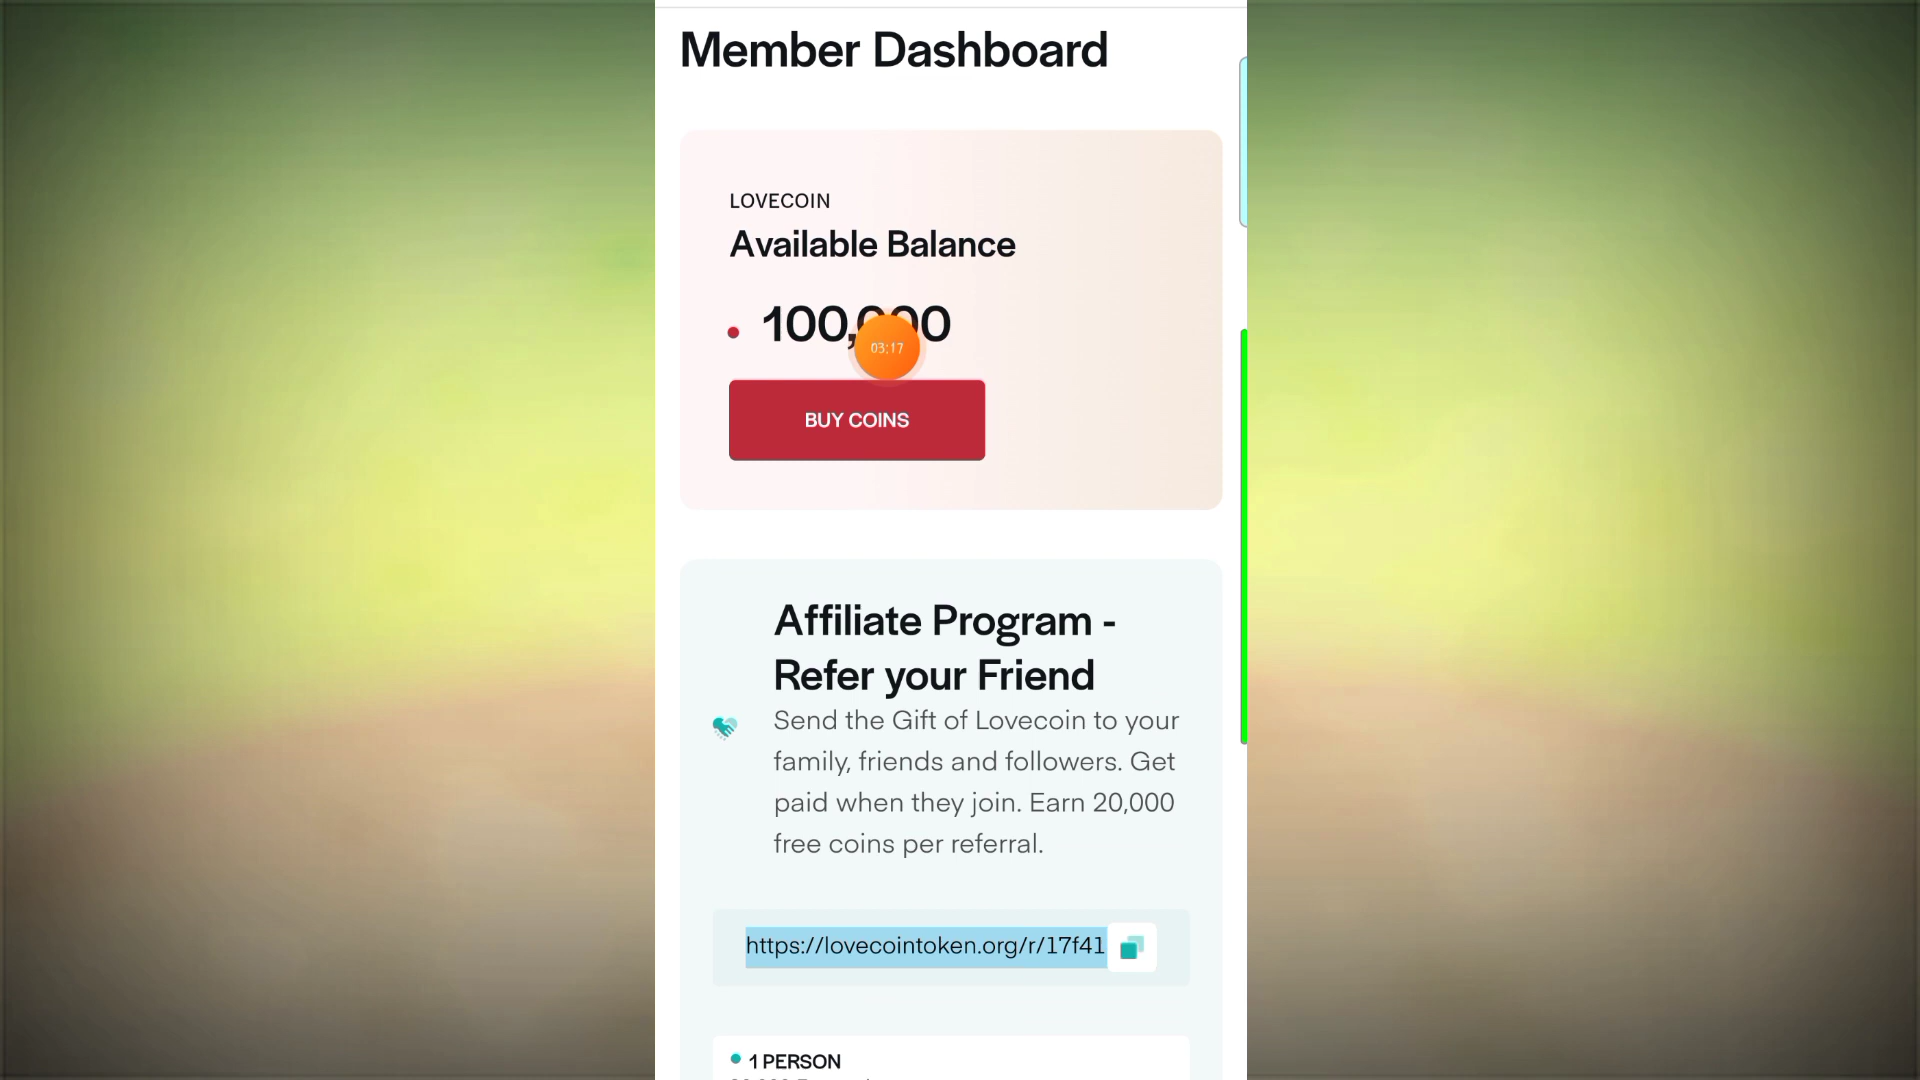 Member Dashboard
LOVECOIN
Available Balance
100,000
03:17
BUY COINS
Affiliate Program -
Refer your Friend
Send the Gift of Lovecoin to your
family, friends and followers. Get
paid when they join. Earn 20,000
free coins per referral.
https://lovecointoken.org/r/17f41
1 PERSON